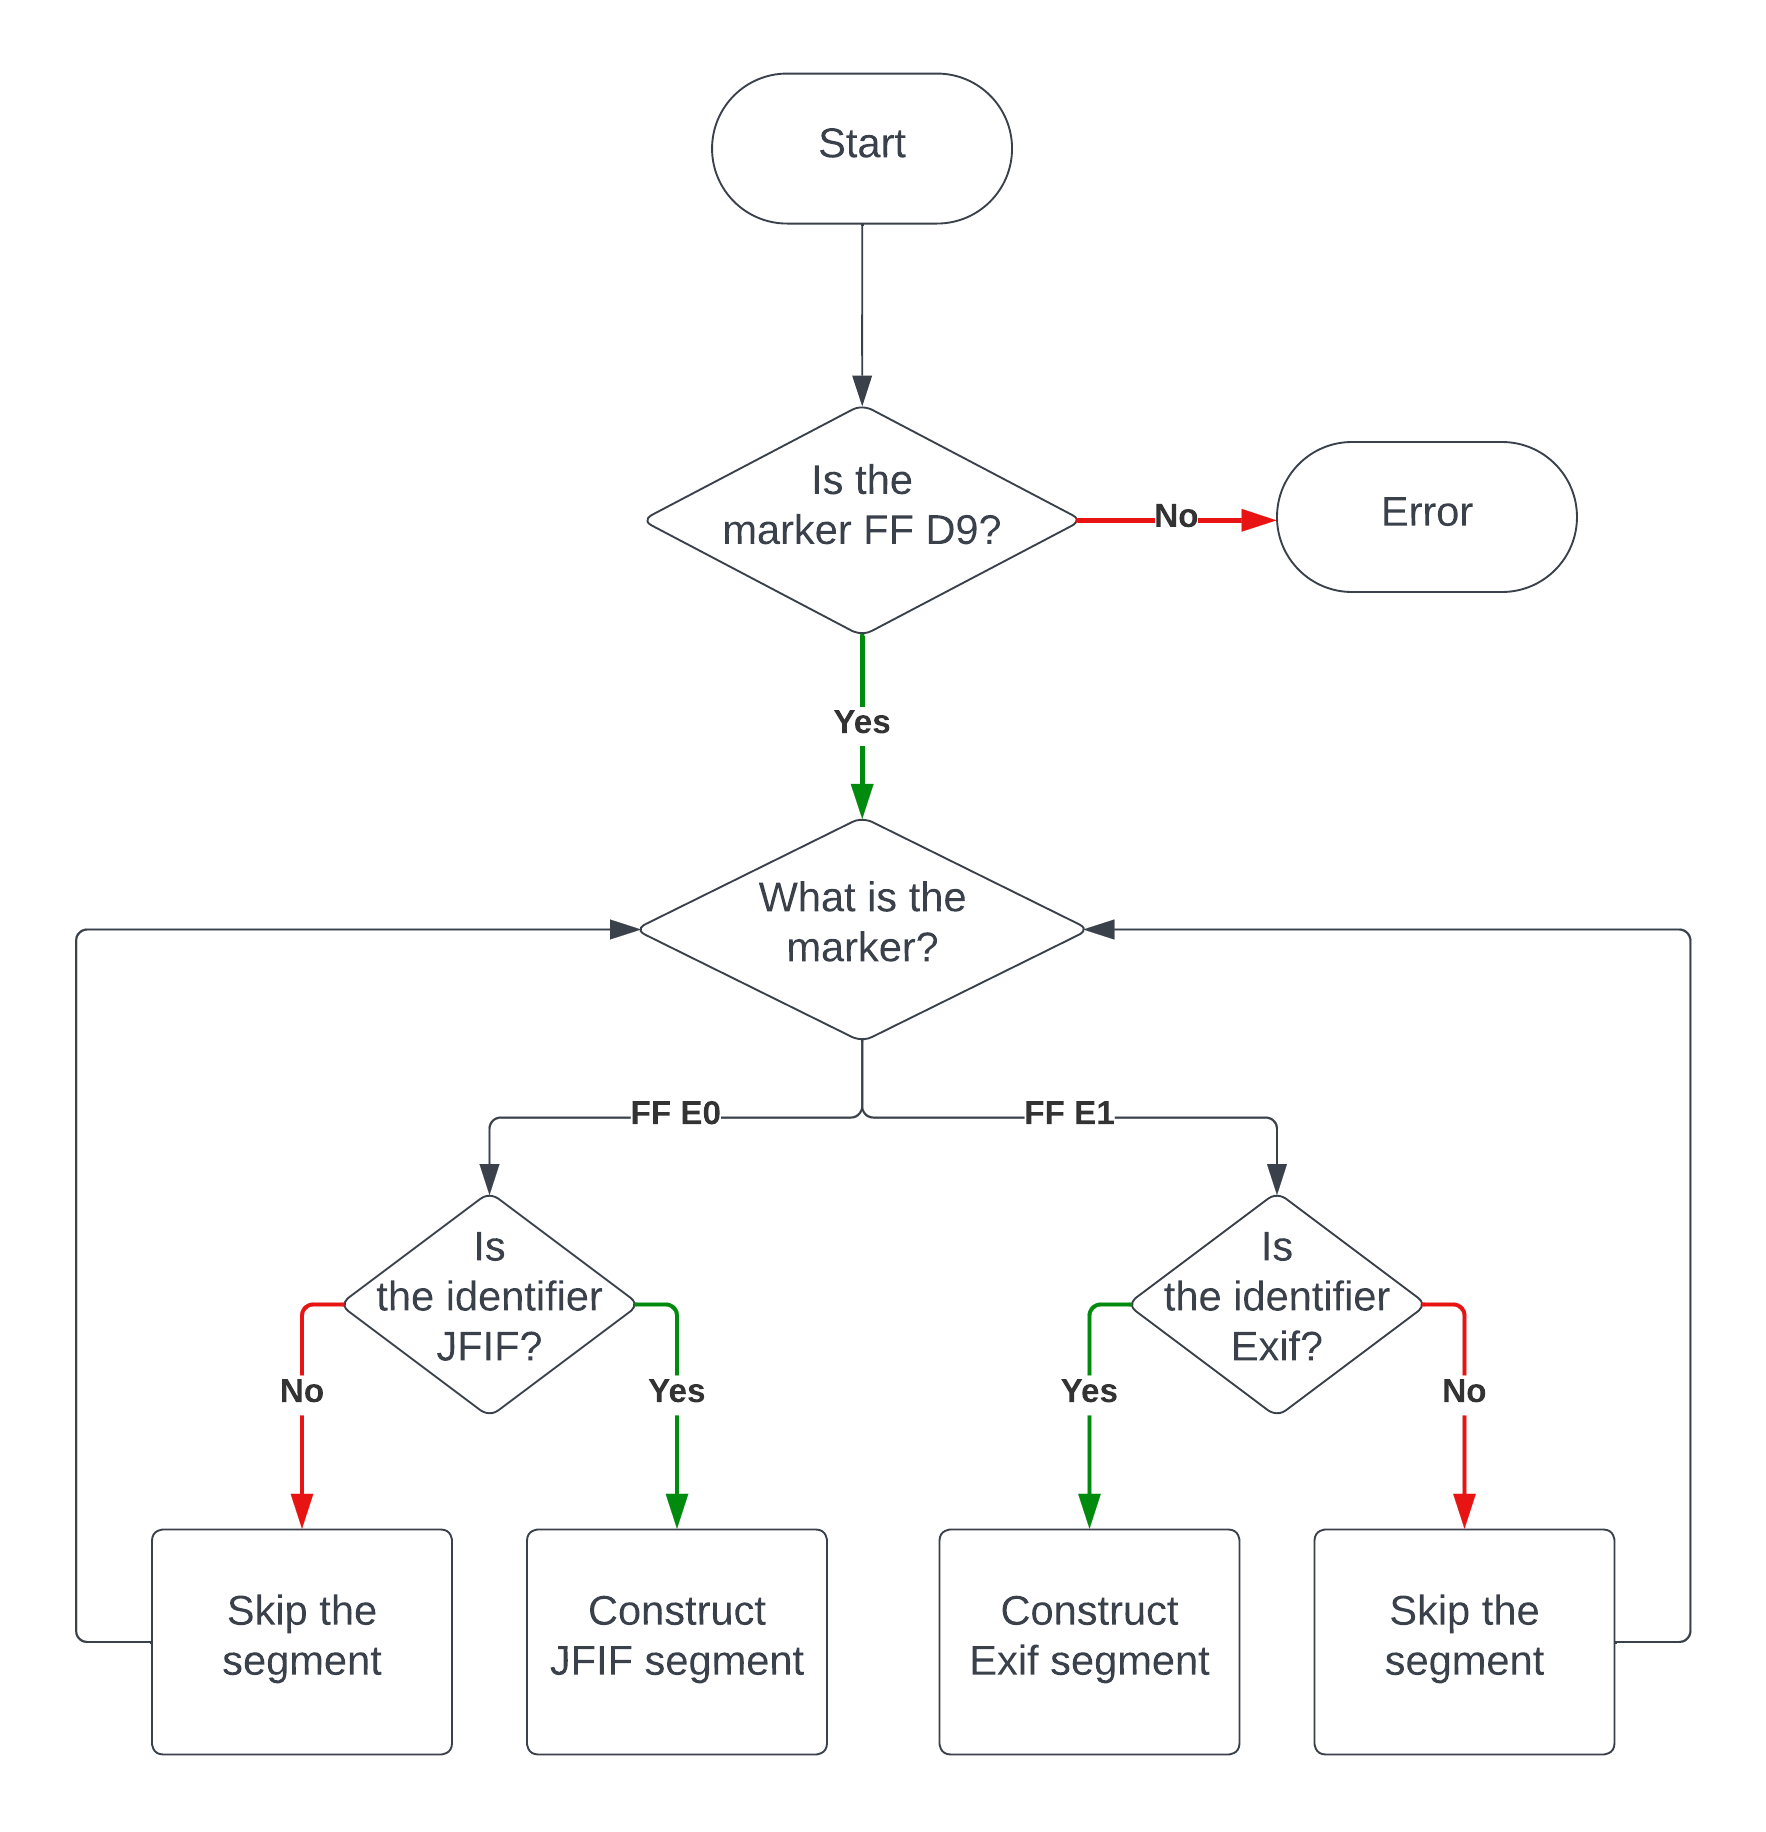 Start
Is the
marker FF D9?
No
Error
Yes
What is the
marker?
FF E0
FF E1
Is
the identifier
JFIF?
Is
the identifier
Exif?
No
Yes
Yes
No
Skip the
segment
Construct
JFIF segment
Construct
Exif segment
Skip the
segment